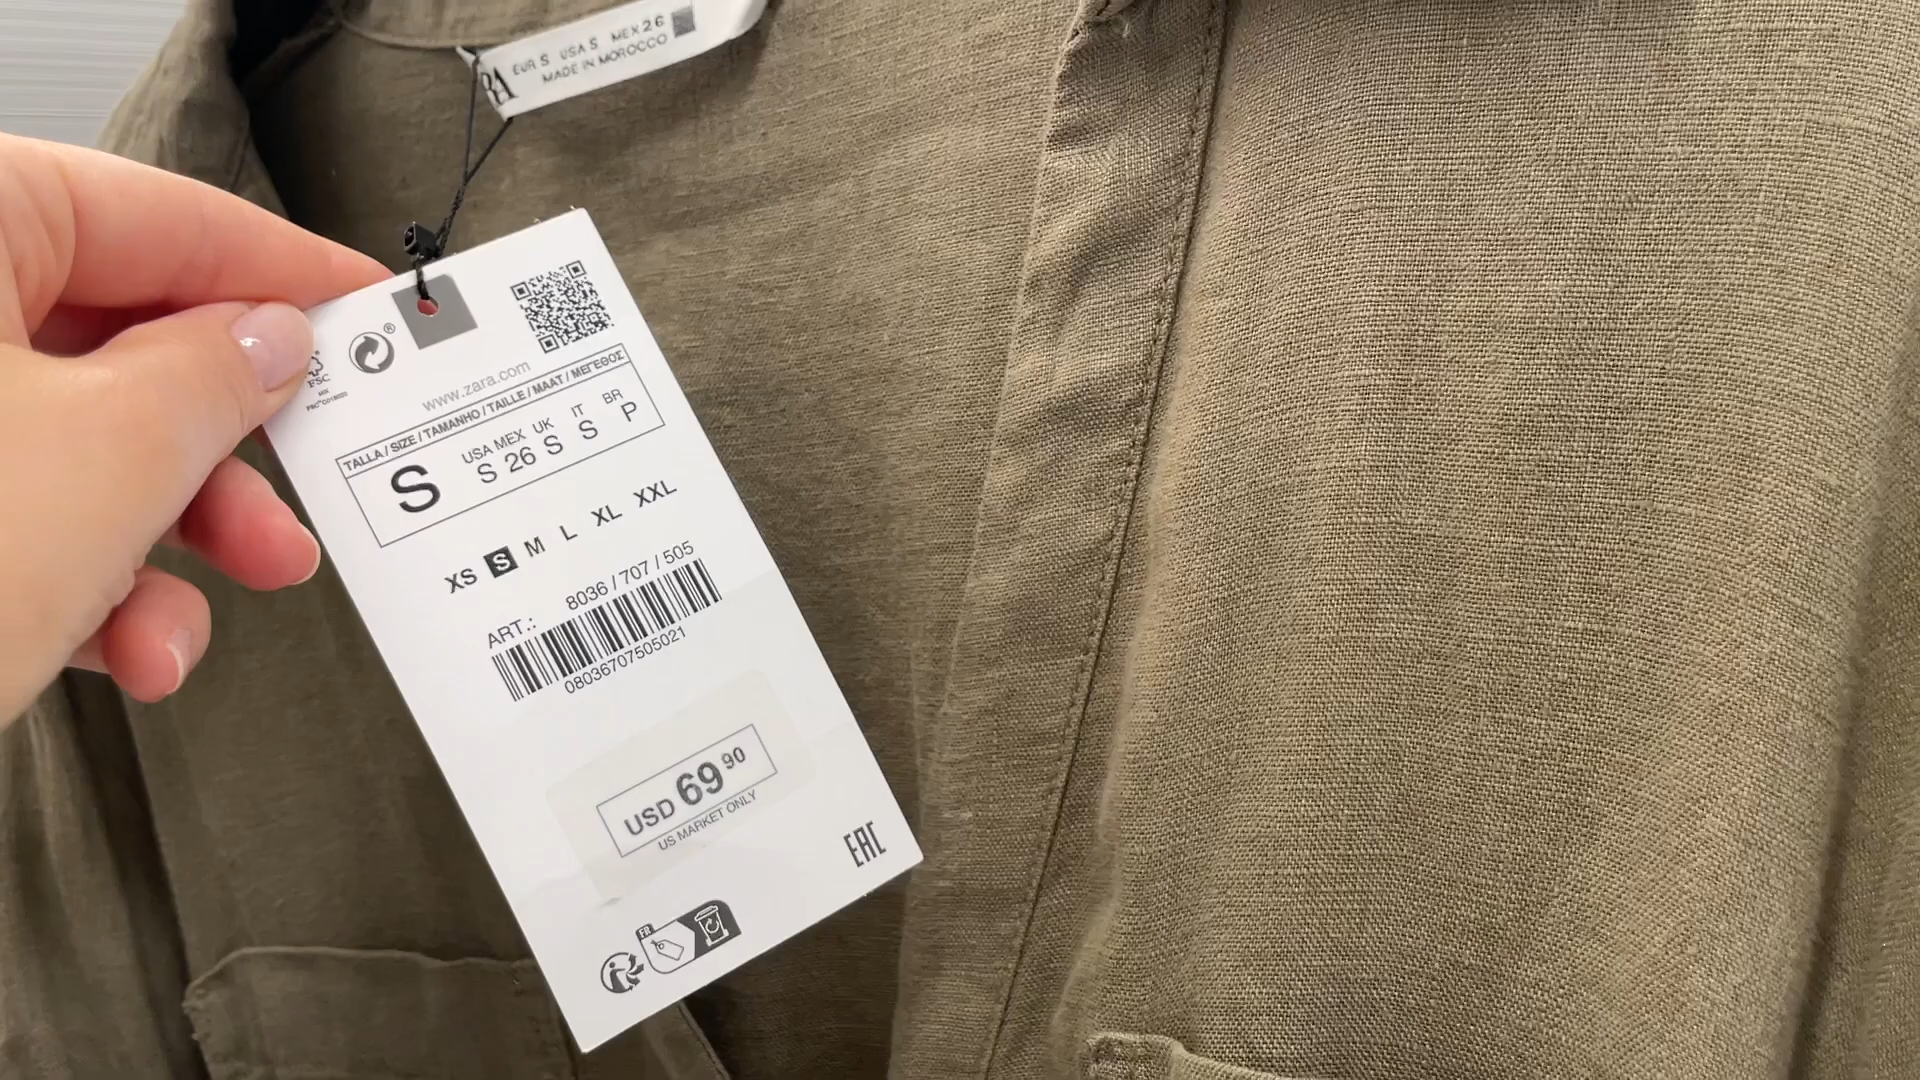 RA EUR S USA S MEX 26
MADE IN MOROCCO
FSC
MIX
®
www.zara.com
TALLA / SIZE / TAMANHO / TAILLE / MAAT / ΜΕΓΕΘΟΣ
USA MEX UK IT BR
S S 26 S S P
XS S M L XL XXL
ART.: 8036 / 707 / 505
08036707505021
USD 69 90
US MARKET ONLY
EAC
FR